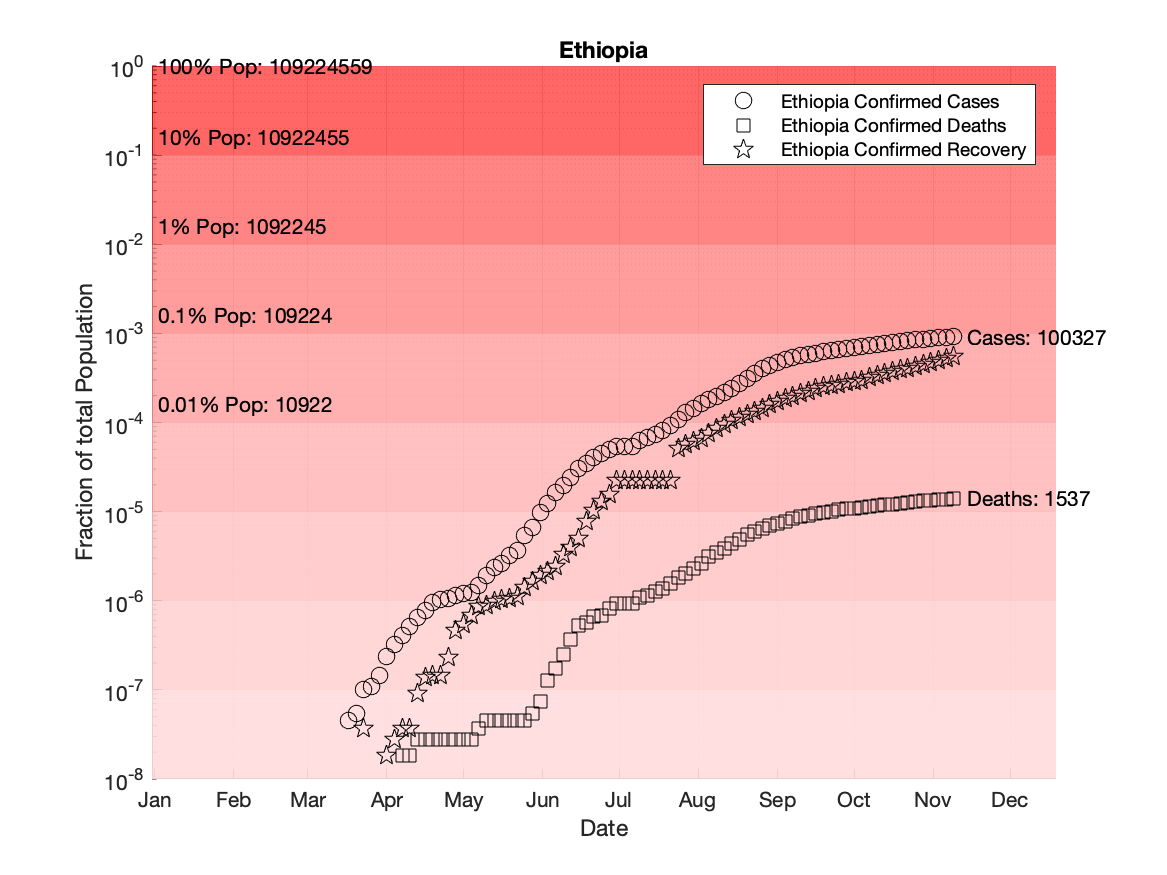 Ethiopia
10^0
100% Pop: 109224559
Ethiopia Confirmed Cases
Ethiopia Confirmed Deaths
Ethiopia Confirmed Recovery
10% Pop: 10922455
10^-1
1% Pop: 1092245
10^-2
0.1% Pop: 109224
10^-3
Cases: 100327
0.01% Pop: 10922
10^-4
Deaths: 1537
10^-5
10^-6
10^-7
10^-8
Fraction of total Population
Jan Feb Mar Apr May Jun Jul Aug Sep Oct Nov Dec
Date